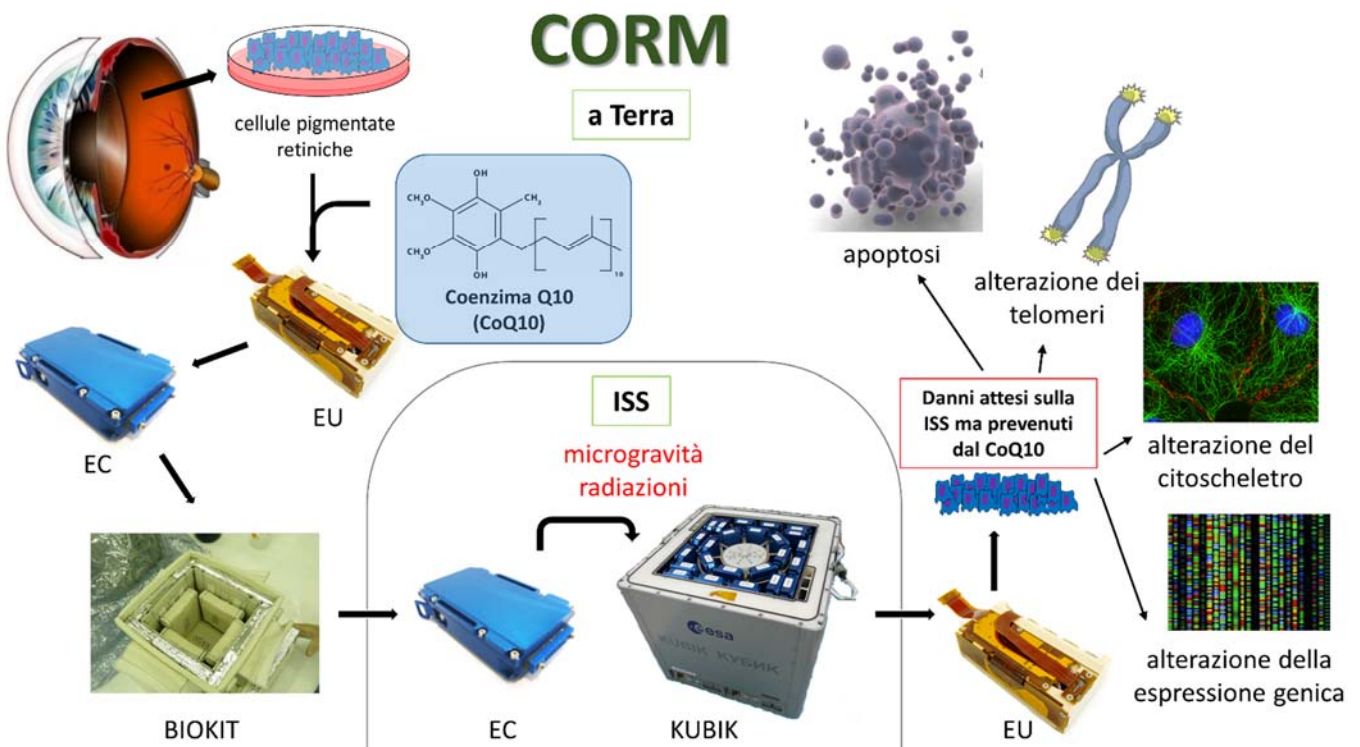 CORM
a Terra
cellule pigmentate
retiniche
OH
CH₃O
CH₃
CH₃O
OH
10
Coenzima Q10
(CoQ10)
EU
EC
BIOKIT
ISS
microgravità
radiazioni
EC
esa
KUBIK КУБИК
KUBIK
EU
Danni attesi sulla
ISS ma prevenuti
dal CoQ10
apoptosi
alterazione dei
telomeri
alterazione del
citoscheletro
alterazione della
espressione genica